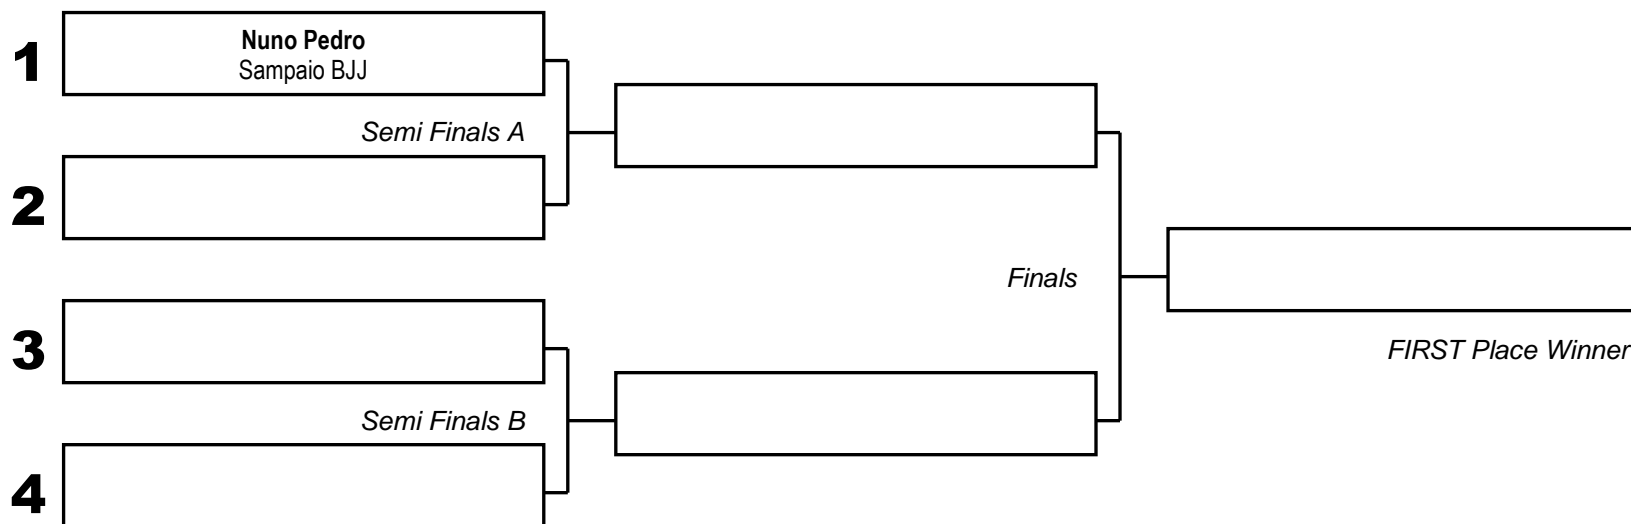 1
Nuno Pedro
Sampaio BJJ
Semi Finals A
2
Finals
3
FIRST Place Winner
Semi Finals B
4